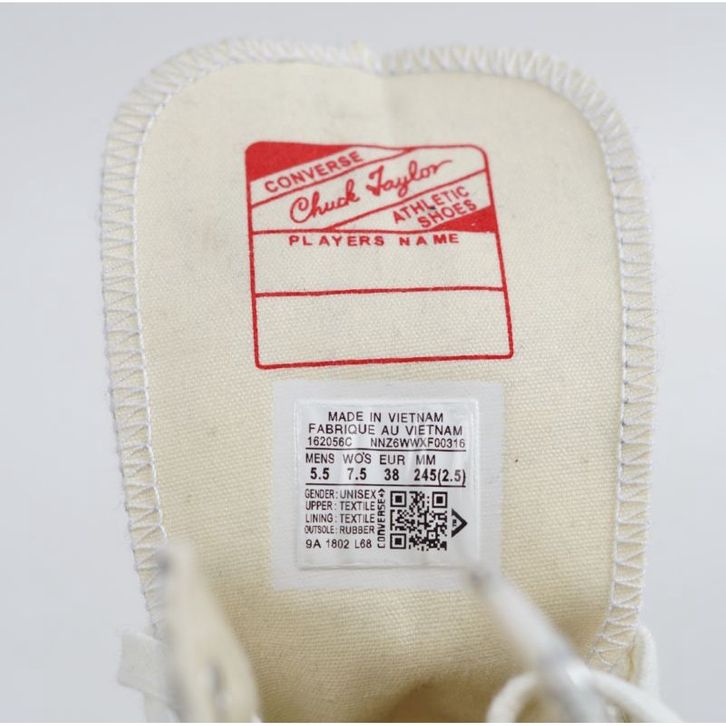 CONVERSE
Chuck Taylor
ATHLETIC
SHOES
PLAYERS NAME
MADE IN VIETNAM
FABRIQUE AU VIETNAM
162056C NNZ6WWXF00316
MENS WO'S EUR MM
5.5 7.5 38 245(2.5)
GENDER: UNISEX
UPPER: TEXTILE
LINING: TEXTILE
OUTSOLE: RUBBER
9A 1802 L68
CONVERSE